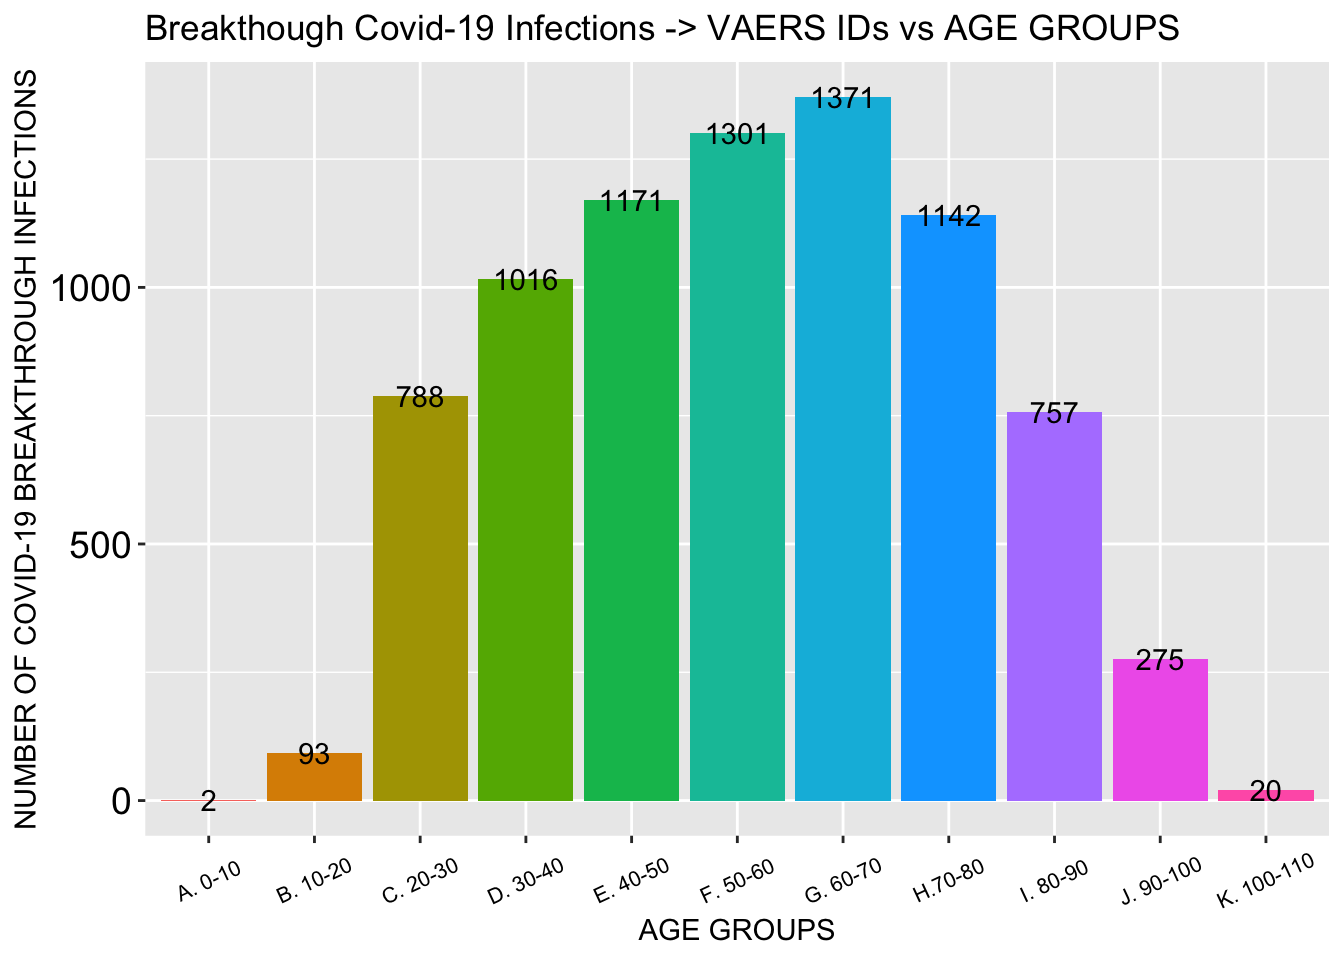 Breakthough Covid-19 Infections -> VAERS IDs vs AGE GROUPS
NUMBER OF COVID-19 BREAKTHROUGH INFECTIONS
1000
500
0
2
93
788
1016
1171
1301
1371
1142
757
275
20
A. 0-10
B. 10-20
C. 20-30
D. 30-40
E. 40-50
F. 50-60
G. 60-70
H.70-80
I. 80-90
J. 90-100
K. 100-110
AGE GROUPS